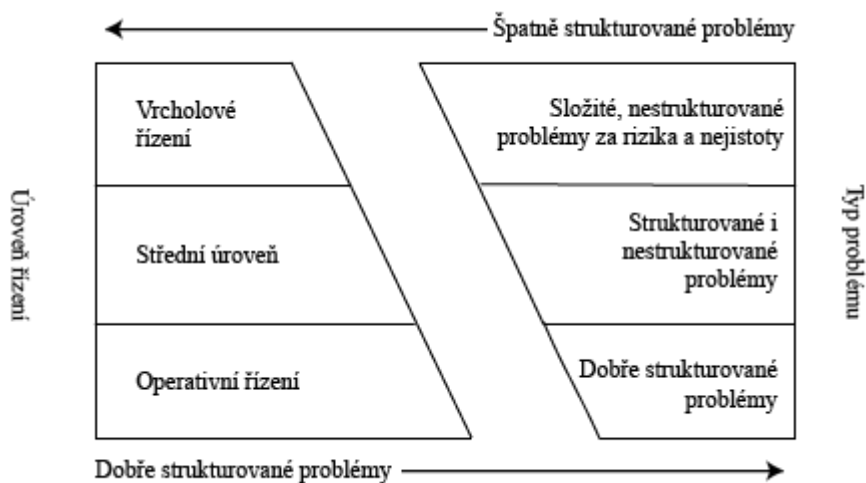 Špatně strukturované problémy
Úroveň řízení
Vrcholové
řízení
Složité, nestrukturované
problémy za rizika a nejistoty
Typ problému
Střední úroveň
Strukturované i
nestrukturované
problémy
Operativní řízení
Dobře strukturované
problémy
Dobře strukturované problémy